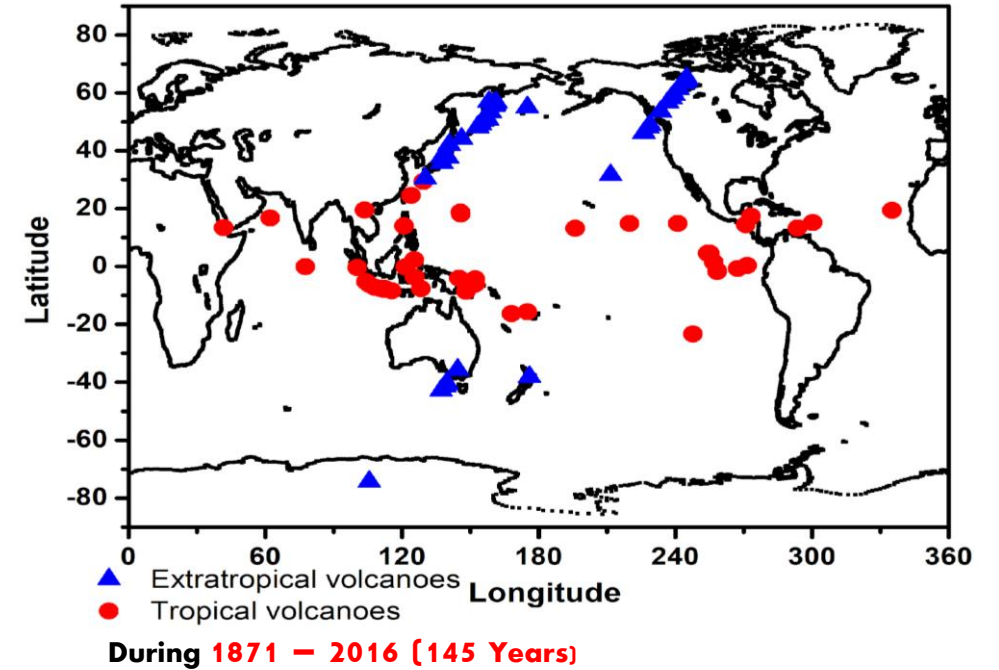 80
60
40
20
0
-20
-40
-60
-80
Latitude
0 60 120 180 240 300 360
Longitude
Extratropical volcanoes
Tropical volcanoes
During 1871 – 2016 (145 Years)